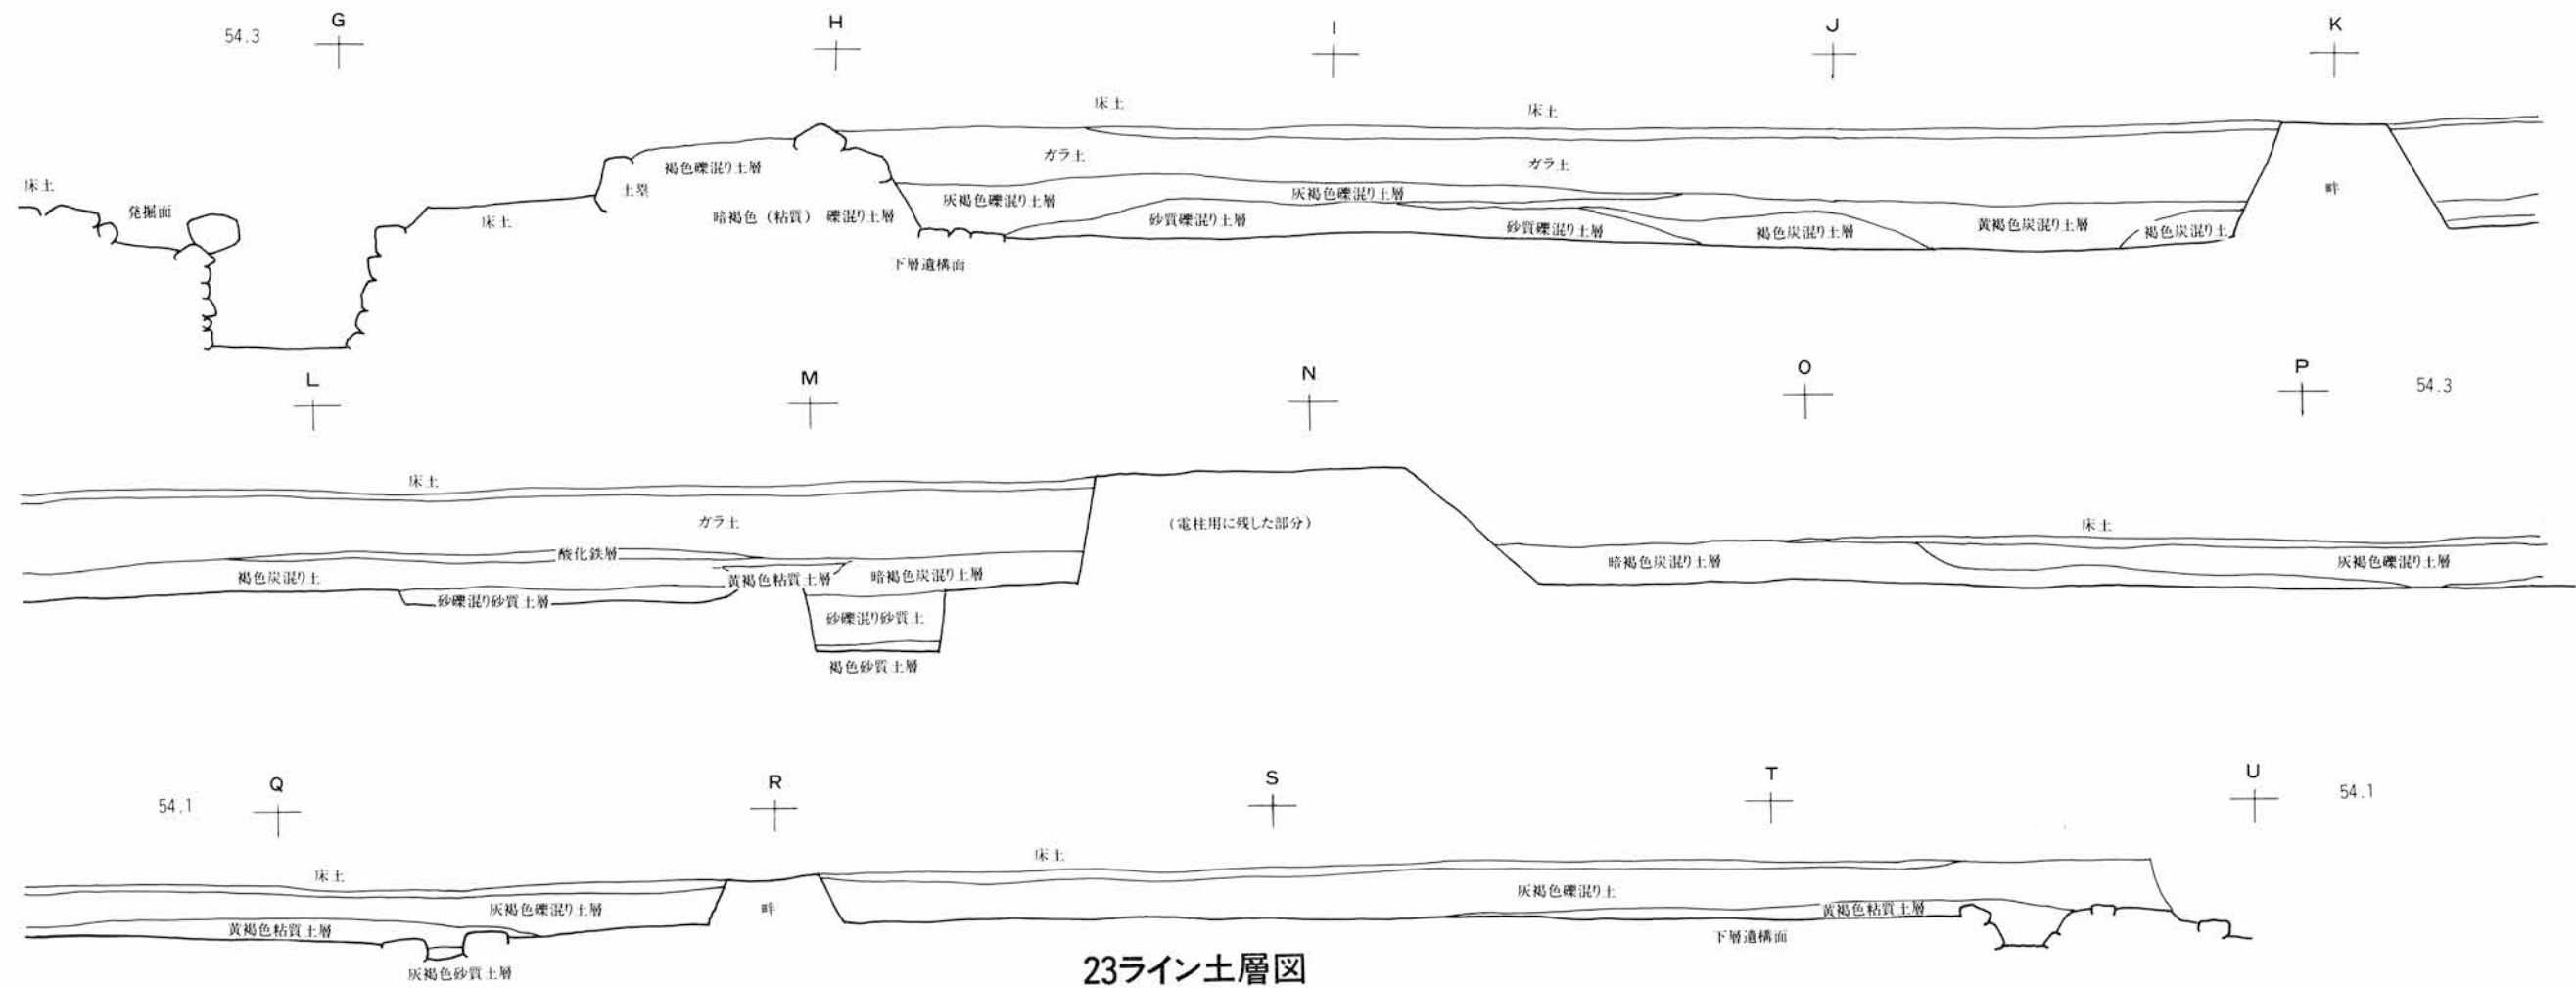 G H I J K
54.3
床土 床土
ガラ土 ガラ土
褐色礫混り土層
床土 発掘面 床土 土塁
暗褐色(粘質) 礫混り土層
灰褐色礫混り土層 灰褐色礫混り土層
畔
砂質礫混り土層 砂質礫混り土層 褐色炭混り土層 黄褐色炭混り土層 褐色炭混り土
下層遺構面
L M N O P
54.3
床土
ガラ土 (電柱用に残した部分) 床土
酸化鉄層
褐色炭混り土 黄褐色粘質土層 暗褐色炭混り土層 暗褐色炭混り土層 灰褐色礫混り土層
砂礫混り砂質土層 砂礫混り砂質土
褐色砂質土層
Q R S T U
54.1 54.1
床土 床土
灰褐色礫混り土層 畔 灰褐色礫混り土
黄褐色粘質土層 黄褐色粘質土層
下層遺構面
灰褐色砂質土層
23ライン土層図